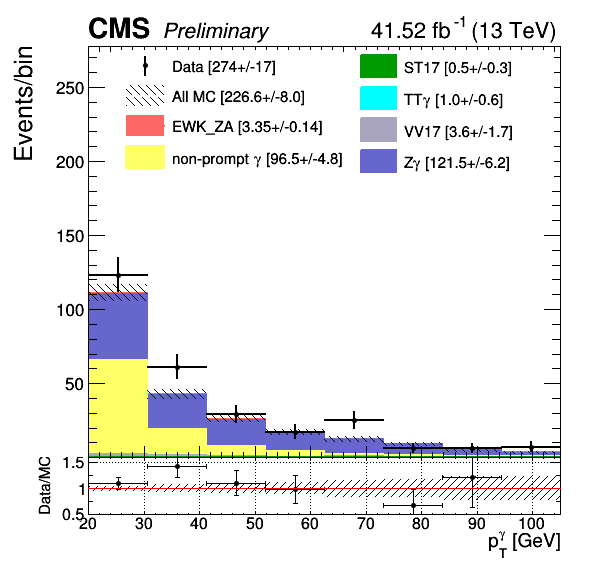 CMS Preliminary 41.52 fb⁻¹ (13 TeV)
Events/bin
Data [274+/-17]
All MC [226.6+/-8.0]
EWK_ZA [3.35+/-0.14]
non-prompt γ [96.5+/-4.8]
ST17 [0.5+/-0.3]
TTγ [1.0+/-0.6]
VV17 [3.6+/-1.7]
Zγ [121.5+/-6.2]
250
200
150
100
50
Data/MC
1.5
1
0.5
20 30 40 50 60 70 80 90 100
p_T^γ [GeV]